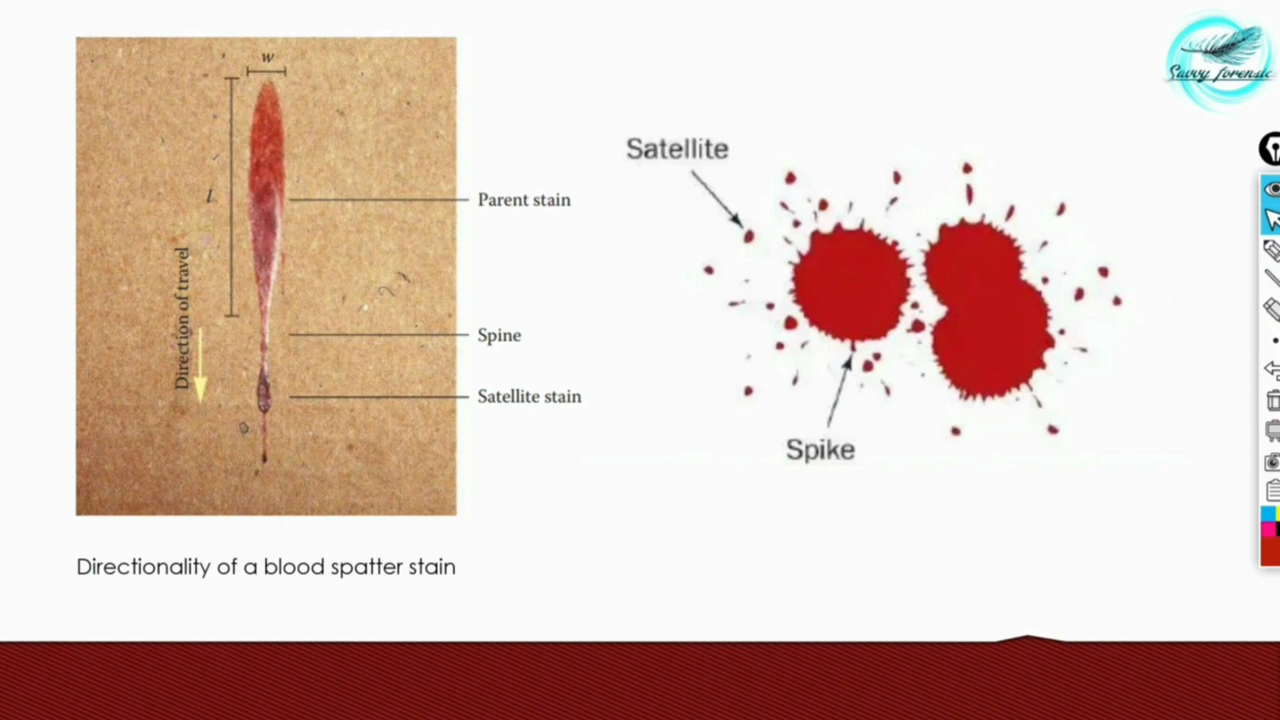 w
l
Direction of travel
Parent stain
Spine
Satellite stain
Directionality of a blood spatter stain
Satellite
Spike
Savvy forensic